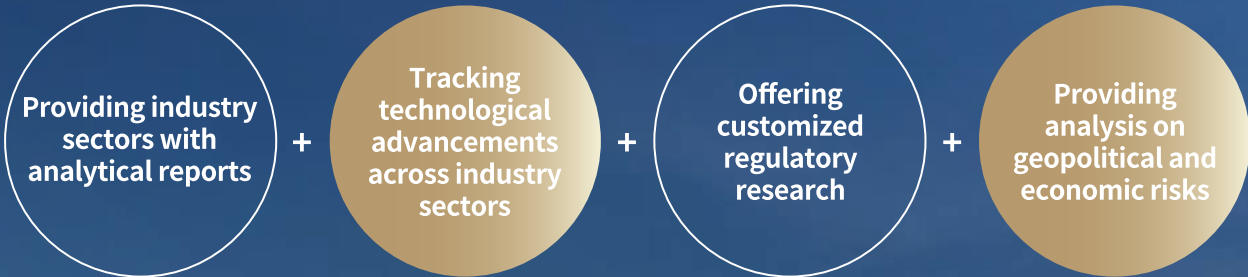 Providing industry
sectors with
analytical reports
+
Tracking
technological
advancements
across industry
sectors
+
Offering
customized
regulatory
research
+
Providing
analysis on
geopolitical and
economic risks